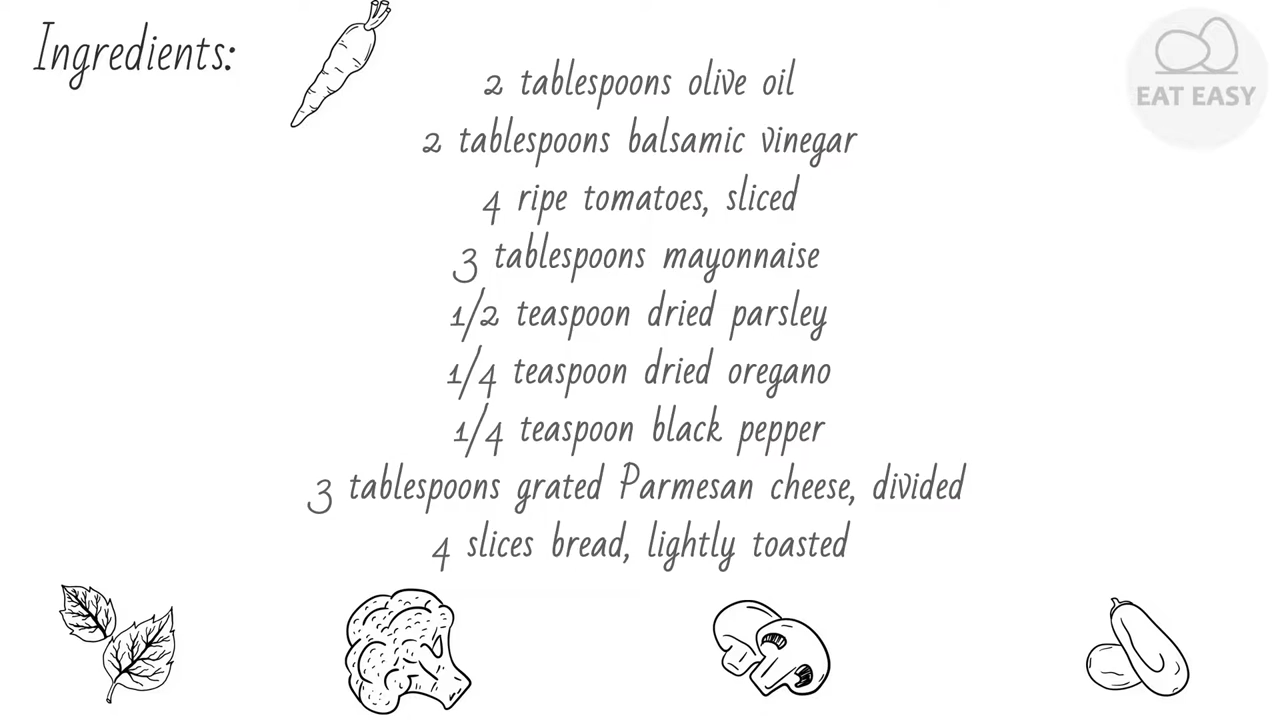 Ingredients:
EAT EASY
2 tablespoons olive oil
2 tablespoons balsamic vinegar
4 ripe tomatoes, sliced
3 tablespoons mayonnaise
1/2 teaspoon dried parsley
1/4 teaspoon dried oregano
1/4 teaspoon black pepper
3 tablespoons grated Parmesan cheese, divided
4 slices bread, lightly toasted